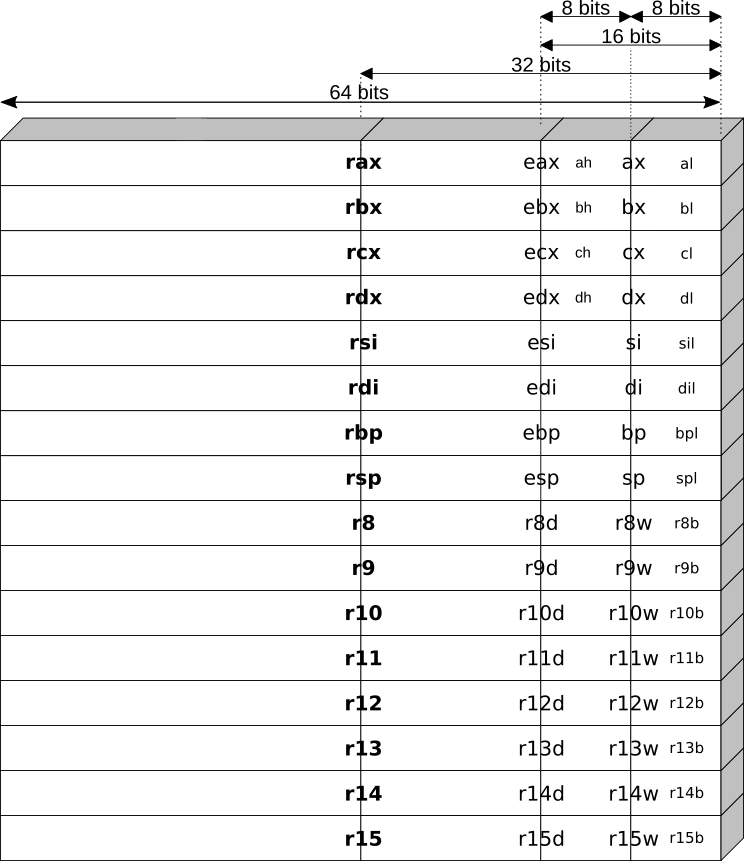 8 bits 8 bits
16 bits
32 bits
64 bits
rax eax ah ax al
rbx ebx bh bx bl
rcx ecx ch cx cl
rdx edx dh dx dl
rsi esi si sil
rdi edi di dil
rbp ebp bp bpl
rsp esp sp spl
r8 r8d r8w r8b
r9 r9d r9w r9b
r10 r10d r10w r10b
r11 r11d r11w r11b
r12 r12d r12w r12b
r13 r13d r13w r13b
r14 r14d r14w r14b
r15 r15d r15w r15b